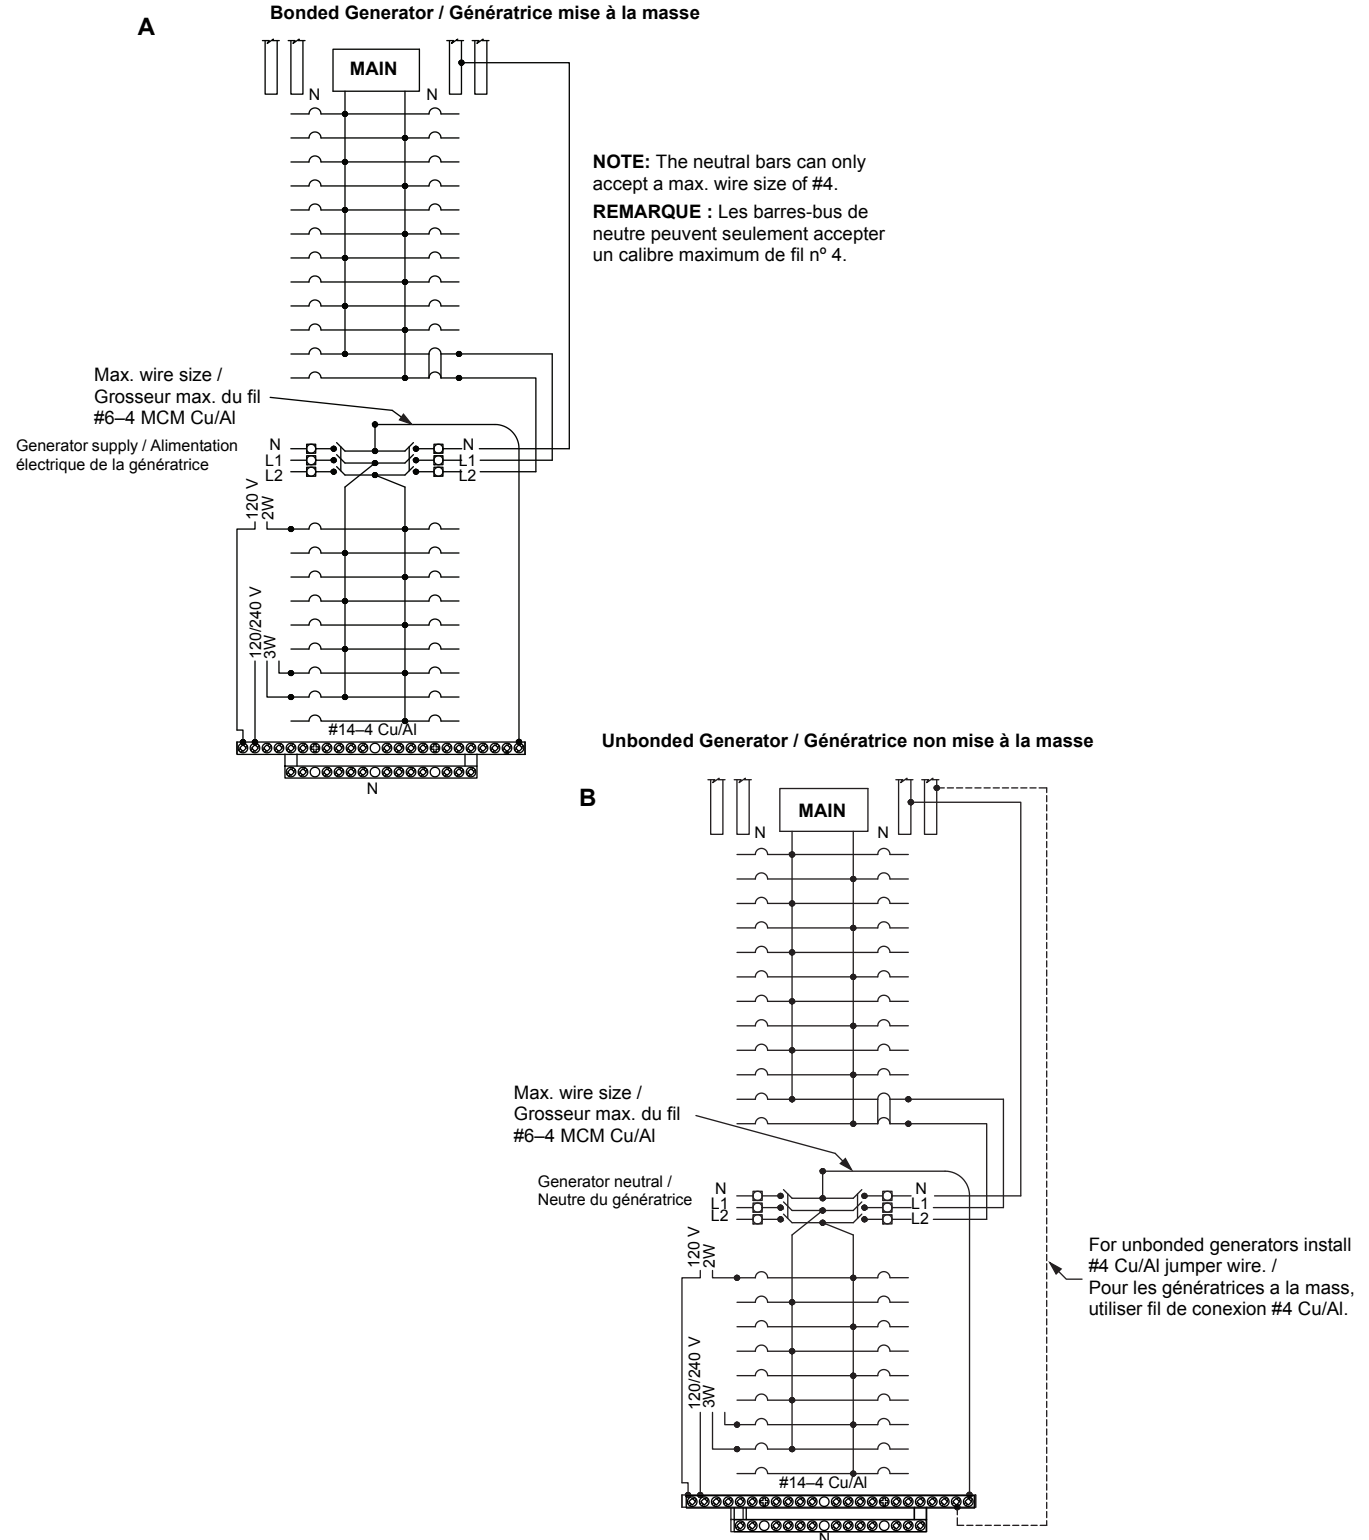 Bonded Generator / Génératrice mise à la masse
A
MAIN
N
N
NOTE: The neutral bars can only
accept a max. wire size of #4.
REMARQUE : Les barres-bus de
neutre peuvent seulement accepter
un calibre maximum de fil nº 4.
Max. wire size /
Grosseur max. du fil
#6–4 MCM Cu/Al
Generator supply / Alimentation
électrique de la génératrice
N
L1
L2
N
L1
L2
120 V
2W
120/240 V
3W
#14–4 Cu/Al
N
Unbonded Generator / Génératrice non mise à la masse
B
MAIN
N
N
Max. wire size /
Grosseur max. du fil
#6–4 MCM Cu/Al
Generator neutral /
Neutre du génératrice
N
L1
L2
N
L1
L2
120 V
2W
120/240 V
3W
For unbonded generators install
#4 Cu/Al jumper wire. /
Pour les génératrices a la mass,
utiliser fil de conexion #4 Cu/Al.
#14–4 Cu/Al
N